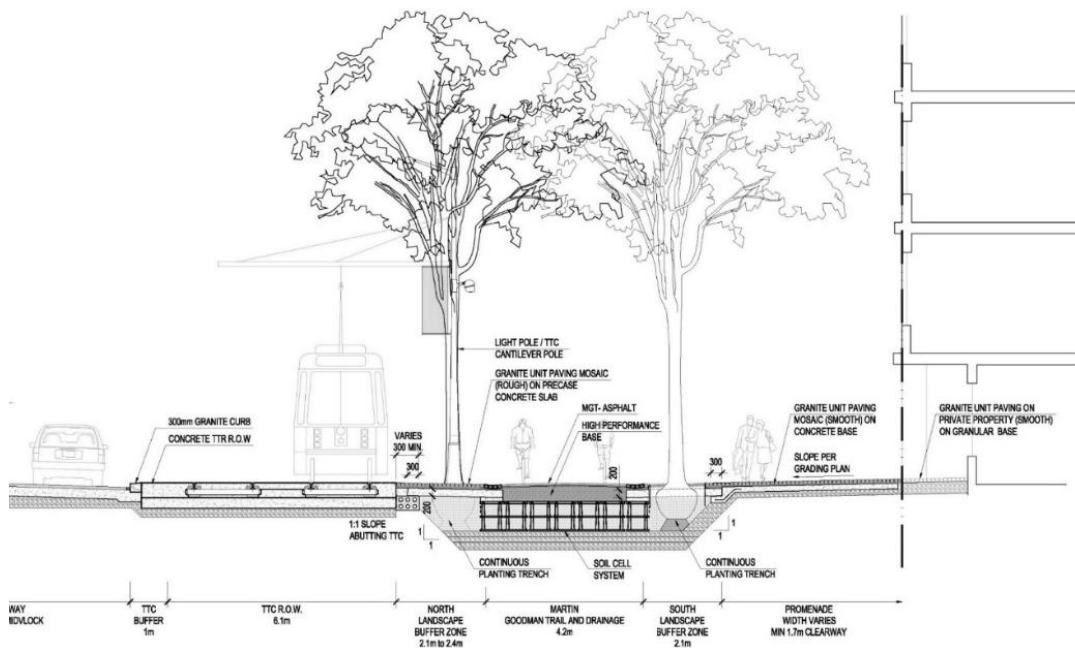 LIGHT POLE / TTC
CANTILEVER POLE
GRANITE UNIT PAVING MOSAIC
(ROUGH) ON PRECASE
CONCRETE SLAB
MGT- ASPHALT
HIGH PERFORMANCE
BASE
300mm GRANITE CURB
CONCRETE TTR R.O.W
VARIES
300 MIN
300
200
300
GRANITE UNIT PAVING
MOSAIC (SMOOTH) ON
CONCRETE BASE
SLOPE PER
GRADING PLAN
GRANITE UNIT PAVING ON
PRIVATE PROPERTY (SMOOTH)
ON GRANULAR BASE
200
1:1 SLOPE
ABUTTING TTC
1
1
1
1
CONTINUOUS
PLANTING TRENCH
SOIL CELL
SYSTEM
CONTINUOUS
PLANTING TRENCH
WAY
MIDVLOCK
TTC
BUFFER
1m
TTC R.O.W.
6.1m
NORTH
LANDSCAPE
BUFFER ZONE
2.1m to 2.4m
MARTIN
GOODMAN TRAIL AND DRAINAGE
4.2m
SOUTH
LANDSCAPE
BUFFER ZONE
2.1m
PROMENADE
WIDTH VARIES
MIN 1.7m CLEARWAY